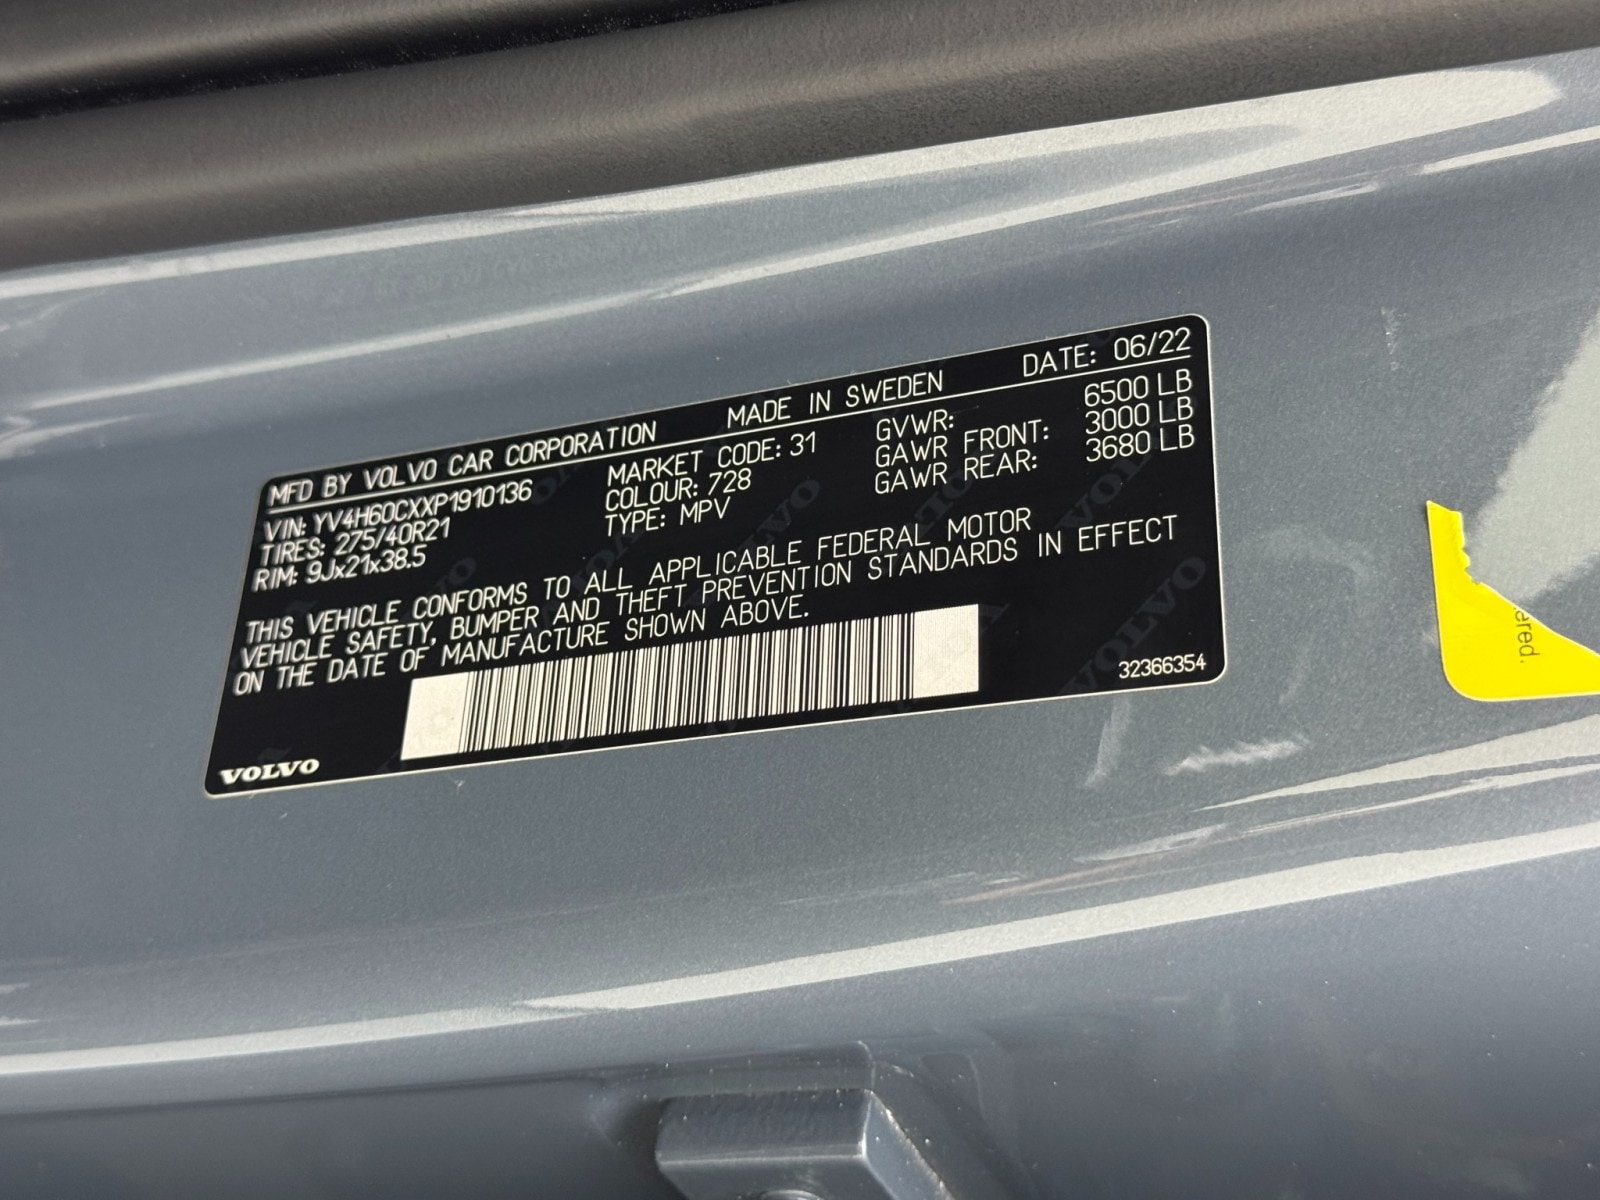 MFD BY VOLVO CAR CORPORATION MADE IN SWEDEN DATE: 06/22
VIN: YV4H60CXXP1910136 MARKET CODE: 31 GVWR: 6500 LB
TIRES: 275/40R21 COLOUR: 728 GAWR FRONT: 3000 LB
RIM: 9Jx21x38.5 TYPE: MPV GAWR REAR: 3680 LB
THIS VEHICLE CONFORMS TO ALL APPLICABLE FEDERAL MOTOR
VEHICLE SAFETY, BUMPER AND THEFT PREVENTION STANDARDS IN EFFECT
ON THE DATE OF MANUFACTURE SHOWN ABOVE.
32366354
VOLVO
ered.